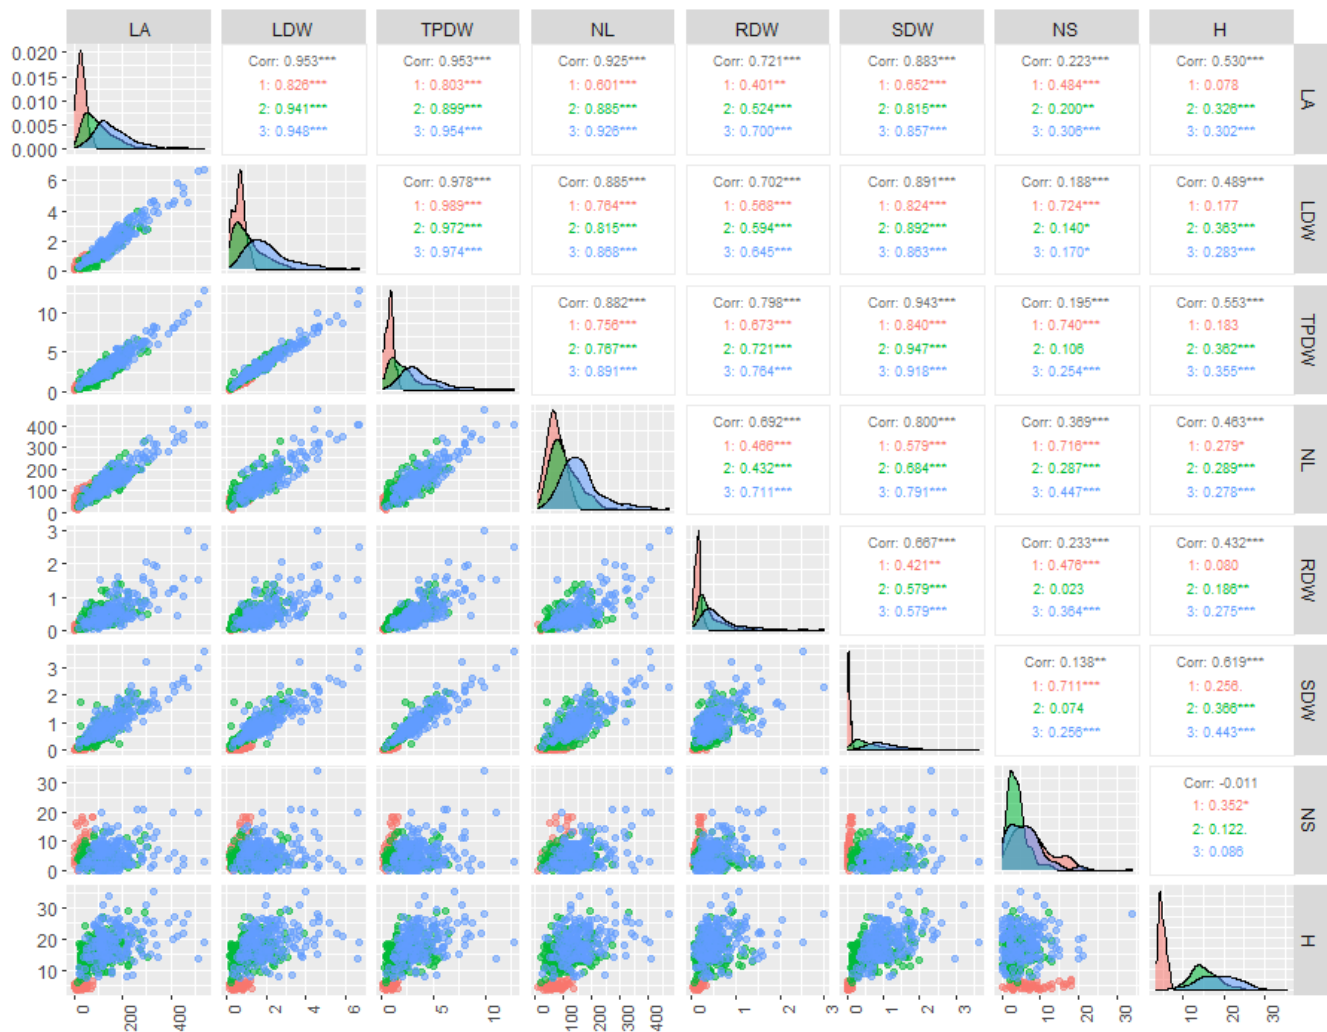 LA LDW TPDW NL RDW SDW NS H
0.020
0.015
0.010
0.005
0.000
Corr: 0.953*** Corr: 0.953*** Corr: 0.925*** Corr: 0.721*** Corr: 0.883*** Corr: 0.223*** Corr: 0.530***
1: 0.826*** 1: 0.803*** 1: 0.601*** 1: 0.401** 1: 0.652*** 1: 0.484*** 1: 0.078
2: 0.941*** 2: 0.899*** 2: 0.885*** 2: 0.524*** 2: 0.815*** 2: 0.200** 2: 0.326***
3: 0.948*** 3: 0.954*** 3: 0.926*** 3: 0.700*** 3: 0.857*** 3: 0.306*** 3: 0.302***
LA
6
4
2
0
Corr: 0.978*** Corr: 0.885*** Corr: 0.702*** Corr: 0.891*** Corr: 0.188*** Corr: 0.489***
1: 0.989*** 1: 0.764*** 1: 0.568*** 1: 0.824*** 1: 0.724*** 1: 0.177
2: 0.972*** 2: 0.815*** 2: 0.594*** 2: 0.892*** 2: 0.140* 2: 0.363***
3: 0.974*** 3: 0.868*** 3: 0.645*** 3: 0.863*** 3: 0.170* 3: 0.283***
LDW
10
5
0
Corr: 0.882*** Corr: 0.798*** Corr: 0.943*** Corr: 0.195*** Corr: 0.553***
1: 0.756*** 1: 0.673*** 1: 0.840*** 1: 0.740*** 1: 0.183
2: 0.767*** 2: 0.721*** 2: 0.947*** 2: 0.106 2: 0.362***
3: 0.891*** 3: 0.764*** 3: 0.918*** 3: 0.254*** 3: 0.355***
TPDW
400
300
200
100
0
Corr: 0.692*** Corr: 0.800*** Corr: 0.369*** Corr: 0.463***
1: 0.466*** 1: 0.579*** 1: 0.716*** 1: 0.279*
2: 0.432*** 2: 0.684*** 2: 0.287*** 2: 0.289***
3: 0.711*** 3: 0.791*** 3: 0.447*** 3: 0.278***
NL
3
2
1
0
Corr: 0.667*** Corr: 0.233*** Corr: 0.432***
1: 0.421** 1: 0.476*** 1: 0.080
2: 0.579*** 2: 0.023 2: 0.186**
3: 0.579*** 3: 0.364*** 3: 0.275***
RDW
3
2
1
0
Corr: 0.138** Corr: 0.619***
1: 0.711*** 1: 0.256.
2: 0.074 2: 0.366***
3: 0.256*** 3: 0.443***
SDW
30
20
10
0
Corr: -0.011
1: 0.352*
2: 0.122.
3: 0.086
NS
30
20
10
H
0 200 400 0 2 4 6 0 5 10 0 100 200 300 400 0 1 2 3 0 1 2 3 0 10 20 30 10 20 30